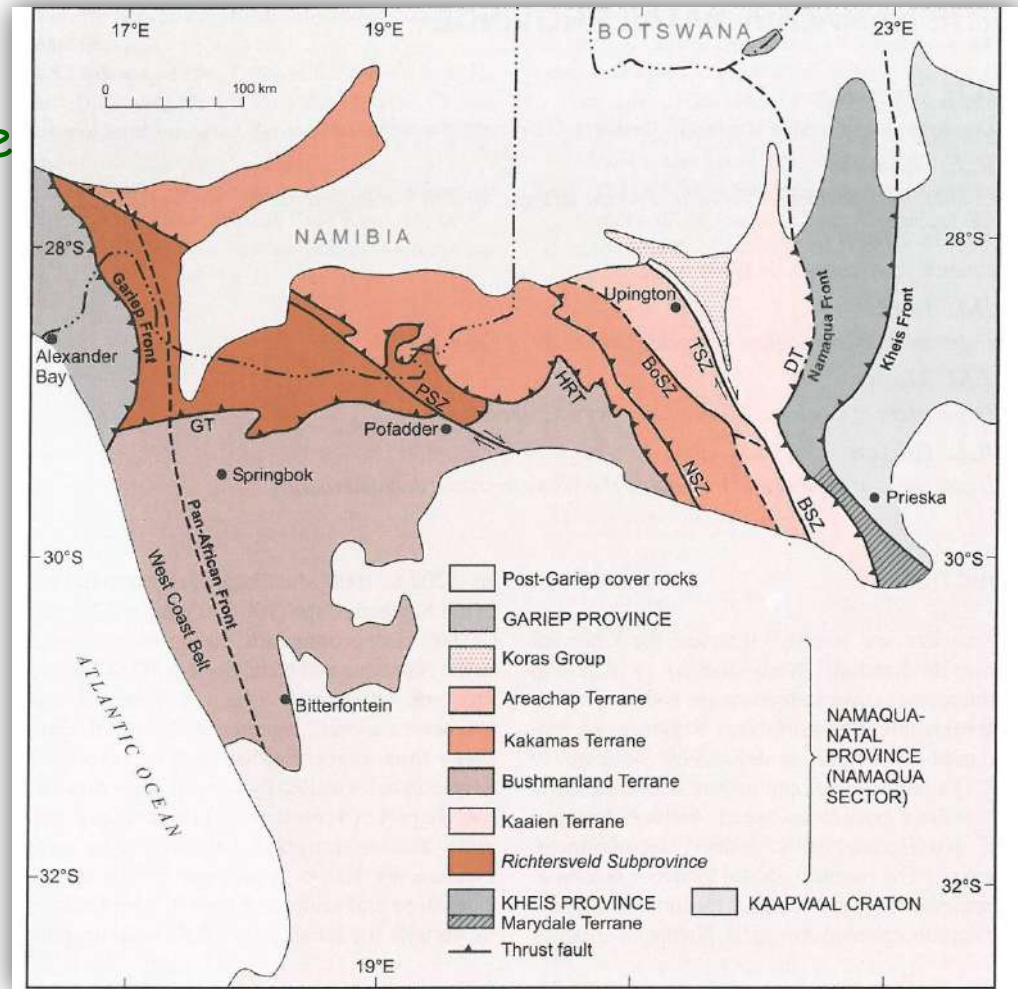 17°E
19°E
BOTSWANA
23°E
0 100 km
e
28°S
NAMIBIA
28°S
Gariep Front
Upington
Namaqua Front
Kheis Front
DT
TSZ
Alexander
Bay
BoSZ
PSZ
HRT
GT
Pofadder
Springbok
NSZ
BSZ
Prieska
Pan-African Front
West Coast Belt
30°S
30°S
Post-Gariep cover rocks
GARIEP PROVINCE
Koras Group
Areachap Terrane
Kakamas Terrane
Bushmanland Terrane
Kaaien Terrane
Richtersveld Subprovince
NAMAQUA-
NATAL
PROVINCE
(NAMAQUA
SECTOR)
Bitterfontein
ATLANTIC OCEAN
32°S
32°S
KHEIS PROVINCE
Marydale Terrane
KAAPVAAL CRATON
Thrust fault
19°E